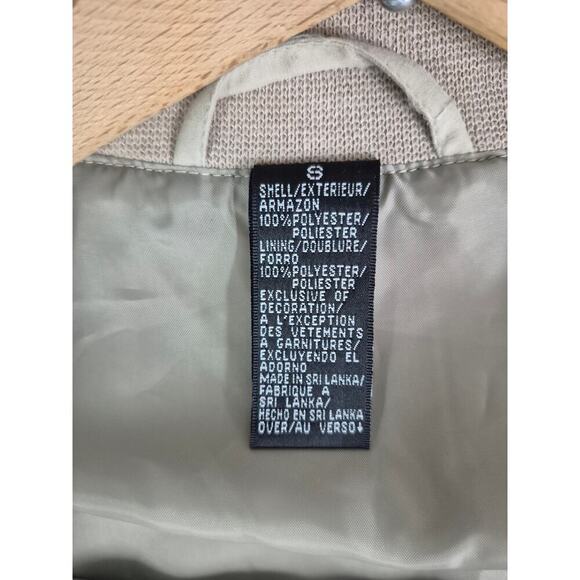 S
SHELL/EXTERIEUR/
ARMAZON
100%POLYESTER/
POLIESTER
LINING/DOUBLURE/
FORRO
100%POLYESTER/
POLIESTER
EXCLUSIVE OF
DECORATION/
A L'EXCEPTION
DES VETEMENTS
A GARNITURES/
EXCLUYENDO EL
ADORNO
MADE IN SRI LANKA/
FABRIQUE A
SRI LANKA/
HECHO EN SRI LANKA
OVER/AU VERSO↓